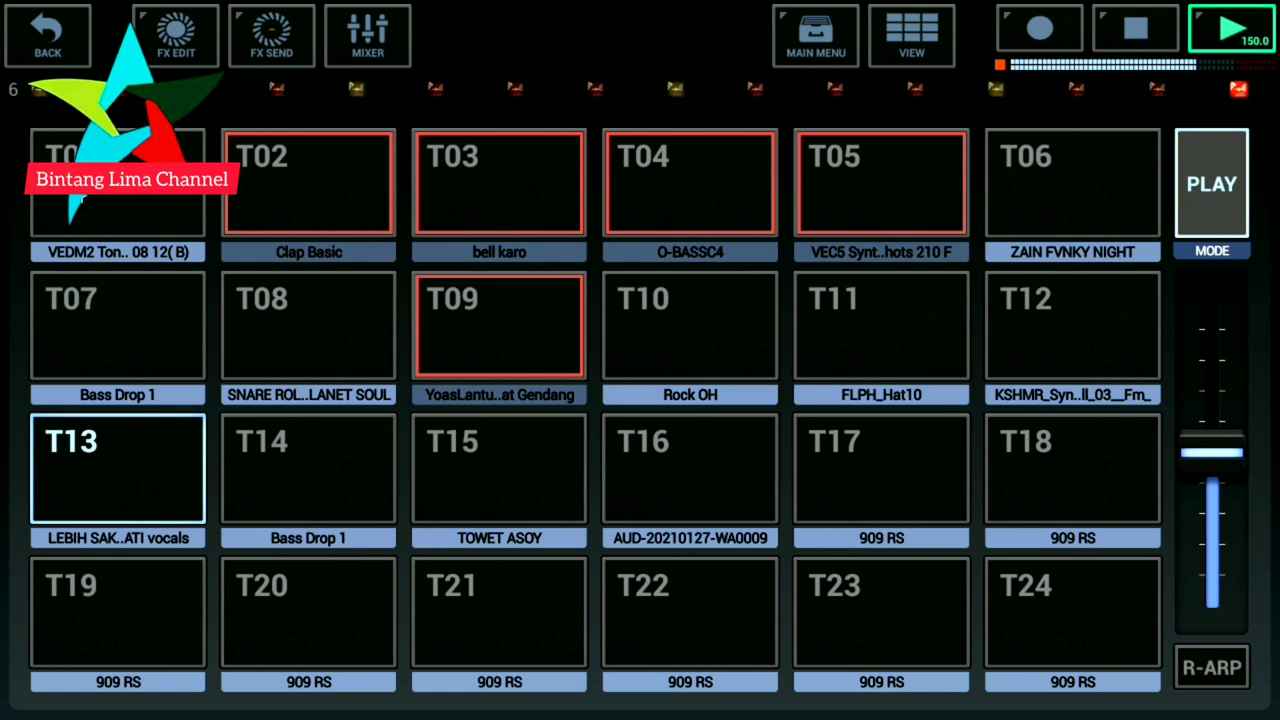 BACK
FX EDIT
FX SEND
MIXER
MAIN MENU
VIEW
150.0
6
T02
T03
T04
T05
T06
PLAY
Bintang Lima Channel
VEDM2 Ton.. 08 12( B)
Clap Basic
bell karo
O-BASSC4
VEC5 Synt..hots 210 F
ZAIN FVNKY NIGHT
MODE
T07
T08
T09
T10
T11
T12
Bass Drop 1
SNARE ROL..LANET SOUL
YoasLantu..at Gendang
Rock OH
FLPH_Hat10
KSHMR_Syn..ll_03__Fm_
T13
T14
T15
T16
T17
T18
LEBIH SAK..ATI vocals
Bass Drop 1
TOWET ASOY
AUD-20210127-WA0009
909 RS
909 RS
T19
T20
T21
T22
T23
T24
R-ARP
909 RS
909 RS
909 RS
909 RS
909 RS
909 RS